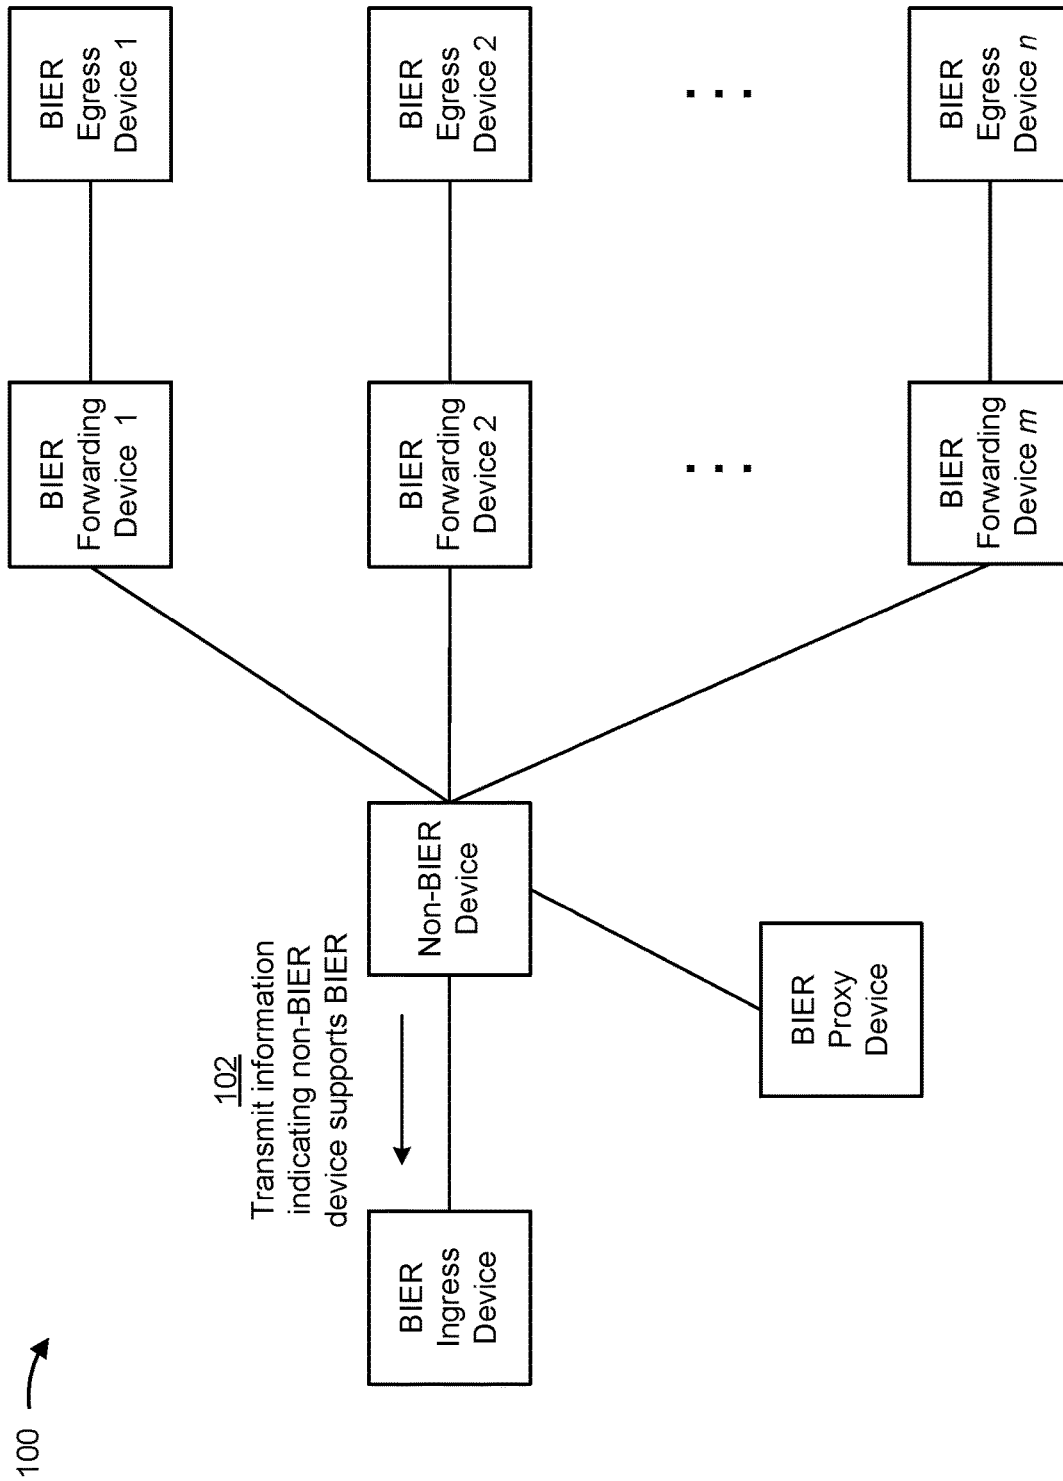 100
102
Transmit information
indicating non-BIER
device supports BIER
BIER
Ingress
Device
Non-BIER
Device
BIER
Proxy
Device
BIER
Forwarding
Device 1
BIER
Egress
Device 1
BIER
Forwarding
Device 2
BIER
Egress
Device 2
. . .
. . .
BIER
Forwarding
Device m
BIER
Egress
Device n